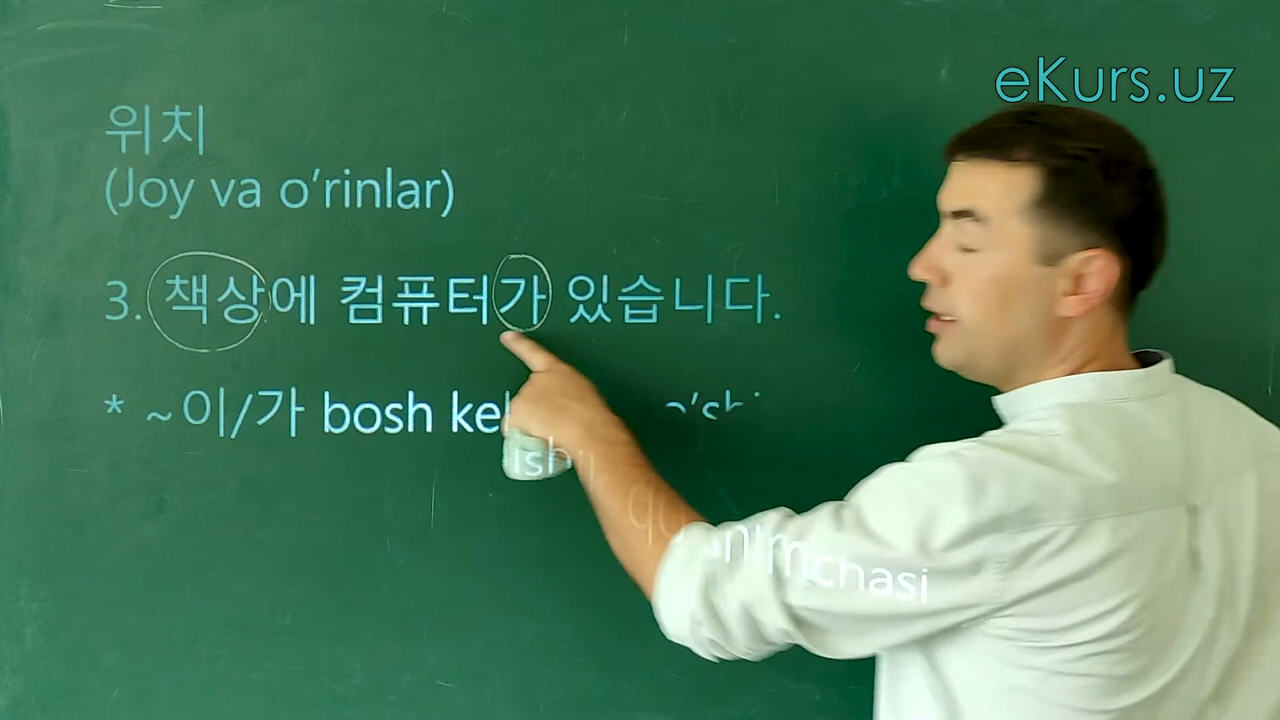 eKurs.uz
위치
(Joy va o‘rinlar)
3. 책상에 컴퓨터가 있습니다.
* ~이/가 bosh